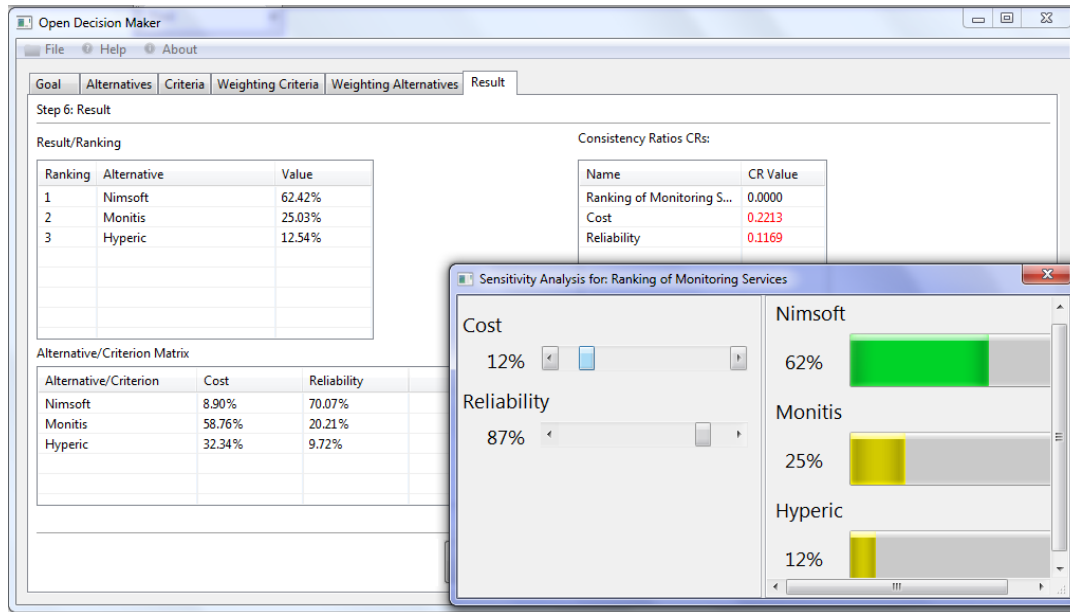 Open Decision Maker
File Help About
Goal Alternatives Criteria Weighting Criteria Weighting Alternatives Result
Step 6: Result
Result/Ranking
Ranking Alternative Value
1 Nimsoft 62.42%
2 Monitis 25.03%
3 Hyperic 12.54%
Consistency Ratios CRs:
Name CR Value
Ranking of Monitoring S... 0.0000
Cost 0.2213
Reliability 0.1169
Alternative/Criterion Matrix
Alternative/Criterion Cost Reliability
Nimsoft 8.90% 70.07%
Monitis 58.76% 20.21%
Hyperic 32.34% 9.72%
Sensitivity Analysis for: Ranking of Monitoring Services
Cost
12%
Reliability
87%
Nimsoft
62%
Monitis
25%
Hyperic
12%